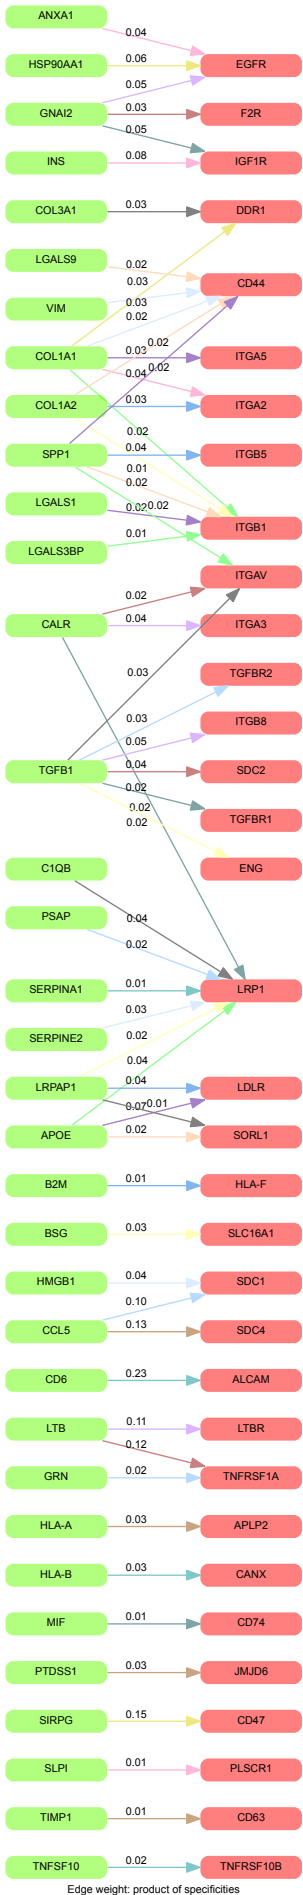 ANXA1
0.04
HSP90AA1
0.06
EGFR
0.05
GNAI2
0.03
F2R
0.05
INS
0.08
IGF1R
COL3A1
0.03
DDR1
LGALS9
0.02
CD44
0.03
VIM
0.03
0.02
COL1A1
0.03
0.02
ITGA5
0.04
0.02
COL1A2
0.03
ITGA2
0.02
SPP1
0.04
ITGB5
0.01
0.02
LGALS1
0.02
0.02
ITGB1
LGALS3BP
0.01
ITGAV
0.02
CALR
0.04
ITGA3
0.03
TGFBR2
0.03
ITGB8
0.05
TGFB1
0.04
SDC2
0.02
0.02
TGFBR1
0.02
C1QB
ENG
PSAP
0.04
0.02
SERPINA1
0.01
LRP1
0.03
SERPINE2
0.02
0.04
LRPAP1
0.04
LDLR
0.07
0.01
APOE
0.02
SORL1
B2M
0.01
HLA-F
BSG
0.03
SLC16A1
HMGB1
0.04
SDC1
0.10
CCL5
0.13
SDC4
CD6
0.23
ALCAM
LTB
0.11
LTBR
0.12
GRN
0.02
TNFRSF1A
HLA-A
0.03
APLP2
HLA-B
0.03
CANX
MIF
0.01
CD74
PTDSS1
0.03
JMJD6
SIRPG
0.15
CD47
SLPI
0.01
PLSCR1
TIMP1
0.01
CD63
TNFSF10
0.02
TNFRSF10B
Edge weight: product of specificities